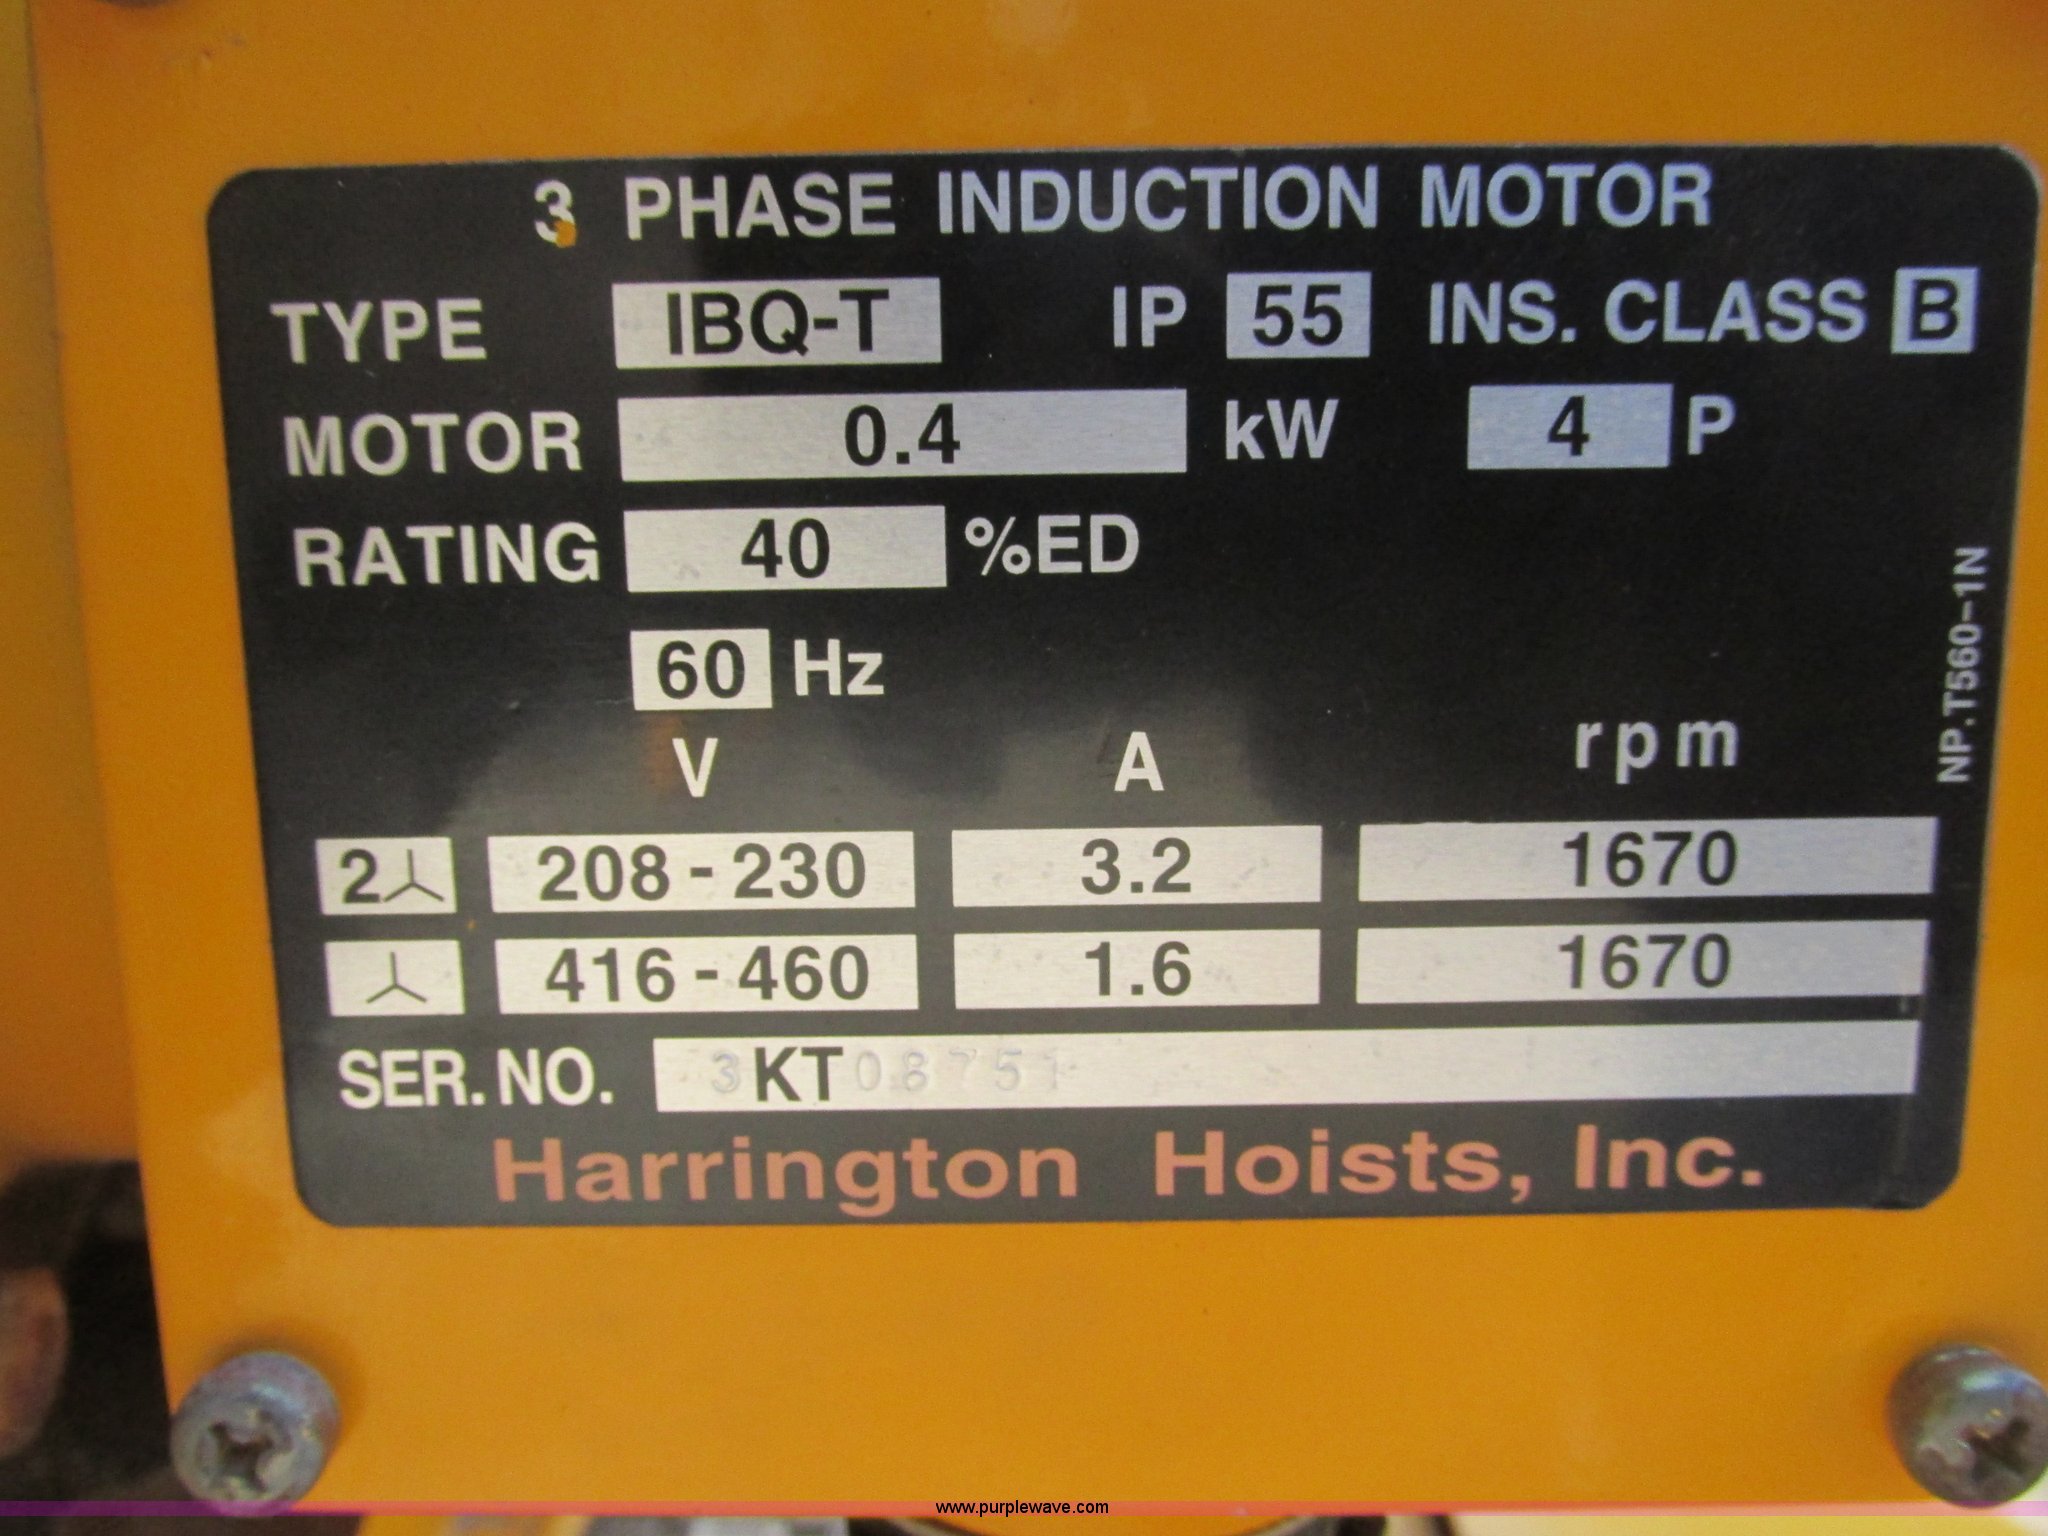 3 PHASE INDUCTION MOTOR
TYPE IBQ-T IP 55 INS. CLASS B
MOTOR 0.4 kW 4 P
RATING 40 %ED
60 Hz
V A rpm
2 208-230 3.2 1670
416-460 1.6 1670
SER. NO. 3KT08751
Harrington Hoists, Inc.
NP.T560-1N
www.purplewave.com